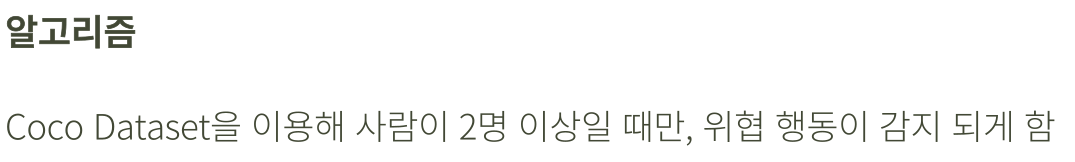 알고리즘
Coco Dataset을 이용해 사람이 2명 이상일 때만, 위협 행동이 감지 되게 함